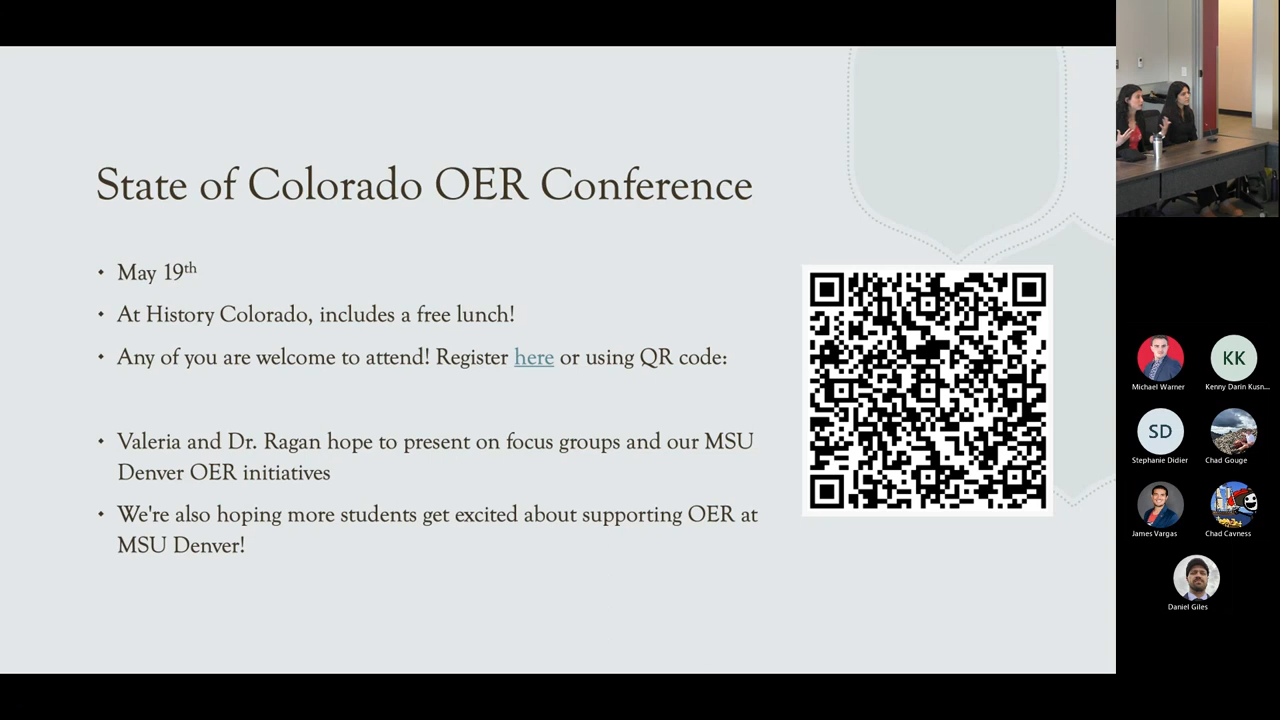 State of Colorado OER Conference
May 19th
At History Colorado, includes a free lunch!
Any of you are welcome to attend! Register here or using QR code:
Valeria and Dr. Ragan hope to present on focus groups and our MSU
Denver OER initiatives
We're also hoping more students get excited about supporting OER at
MSU Denver!
KK
Michael Warner
Kenny Darin Kusn...
SD
Stephanie Didier
Chad Gouge
James Vargas
Chad Cavness
Daniel Giles